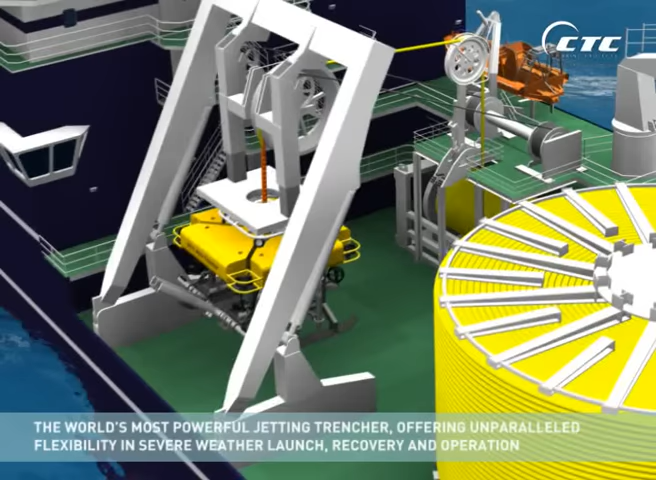 CTC
THE WORLD'S MOST POWERFUL JETTING TRENCHER, OFFERING UNPARALLELED
FLEXIBILITY IN SEVERE WEATHER LAUNCH, RECOVERY AND OPERATION